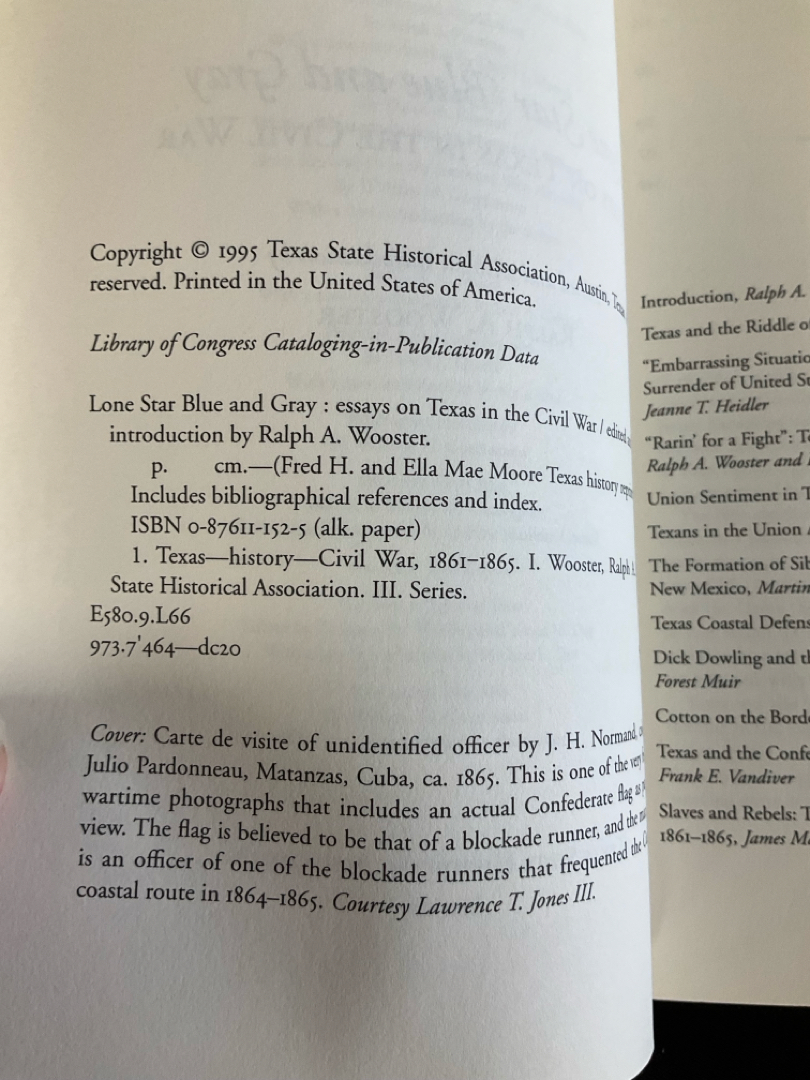 Copyright © 1995 Texas State Historical Association, Austin,
reserved. Printed in the United States of America.
Library of Congress Cataloging-in-Publication Data
Lone Star Blue and Gray : essays on Texas in the Civil War / edited
introduction by Ralph A. Wooster.
p. cm.—(Fred H. and Ella Mae Moore Texas history
Includes bibliographical references and index.
ISBN 0-87611-152-5 (alk. paper)
1. Texas—history—Civil War, 1861–1865. I. Wooster, Ralph
State Historical Association. III. Series.
E580.9.L66
973.7'464—dc20
Cover: Carte de visite of unidentified officer by J. H. Normand,
Julio Pardonneau, Matanzas, Cuba, ca. 1865. This is one of the very
wartime photographs that includes an actual Confederate flag as
view. The flag is believed to be that of a blockade runner, and the
is an officer of one of the blockade runners that frequented the
coastal route in 1864–1865. Courtesy Lawrence T. Jones III.
Introduction, Ralph A.
Texas and the Riddle
“Embarrassing
Surrender of United
Jeanne T. Heidler
“Rarin’ for a Fight”:
Ralph A. Wooster and
Union Sentiment in
Texans in the Union
The Formation of
New Mexico, Martin
Texas Coastal
Dick Dowling and
Forest Muir
Cotton on the
Texas and the
Frank E. Vandiver
Slaves and Rebels:
1861–1865, James